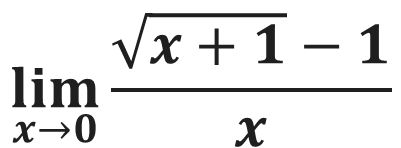 lim x→0 (√(x + 1) − 1) / x